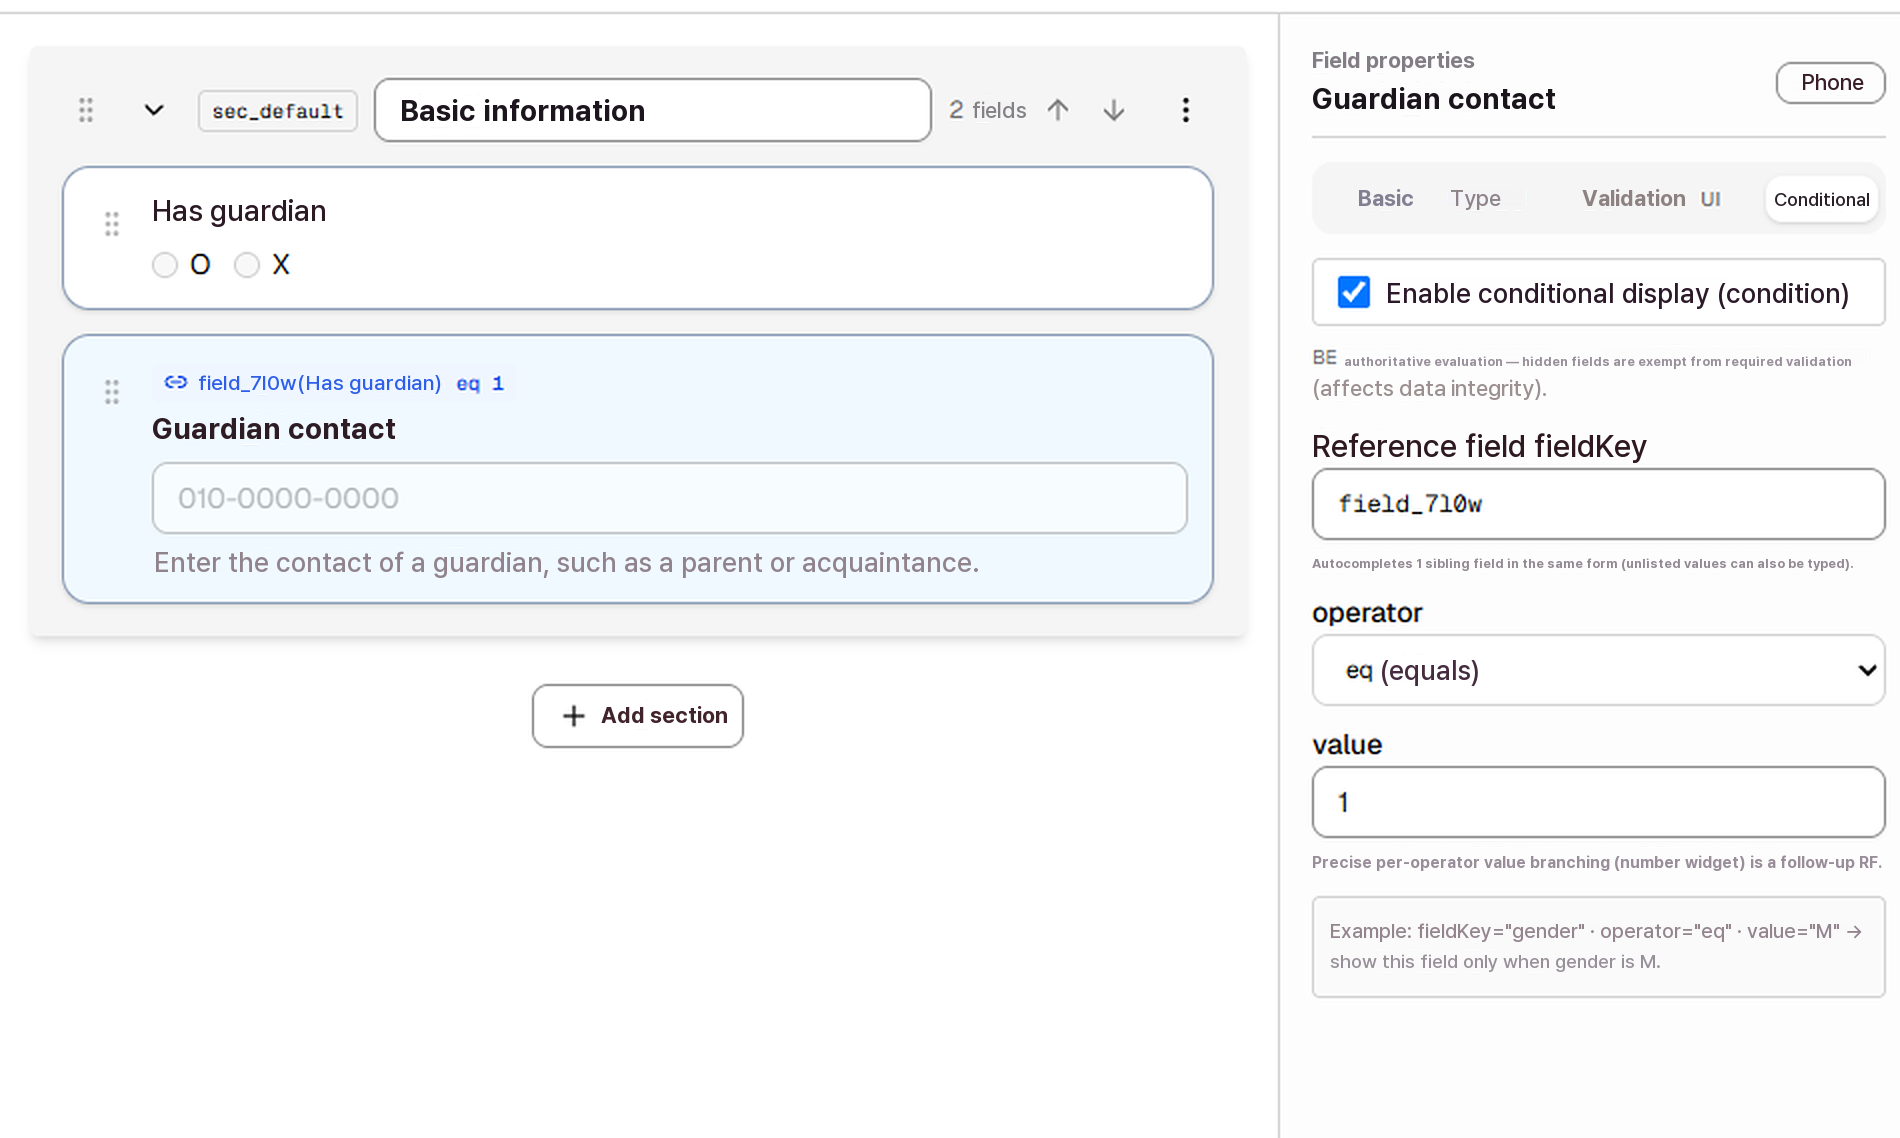 sec_default
Basic information
2 fields
Has guardian
O X
field_7l0w(Has guardian) eq 1
Guardian contact
010-0000-0000
Enter the contact of a guardian, such as a parent or acquaintance.
Add section
Field properties
Guardian contact
Phone
Basic Type Validation UI Conditional
Enable conditional display (condition)
BE authoritative evaluation — hidden fields are exempt from required validation
(affects data integrity).
Reference field fieldKey
field_7l0w
Autocompletes 1 sibling field in the same form (unlisted values can also be typed).
operator
eq (equals)
value
1
Precise per-operator value branching (number widget) is a follow-up RF.
Example: fieldKey="gender" · operator="eq" · value="M" →
show this field only when gender is M.